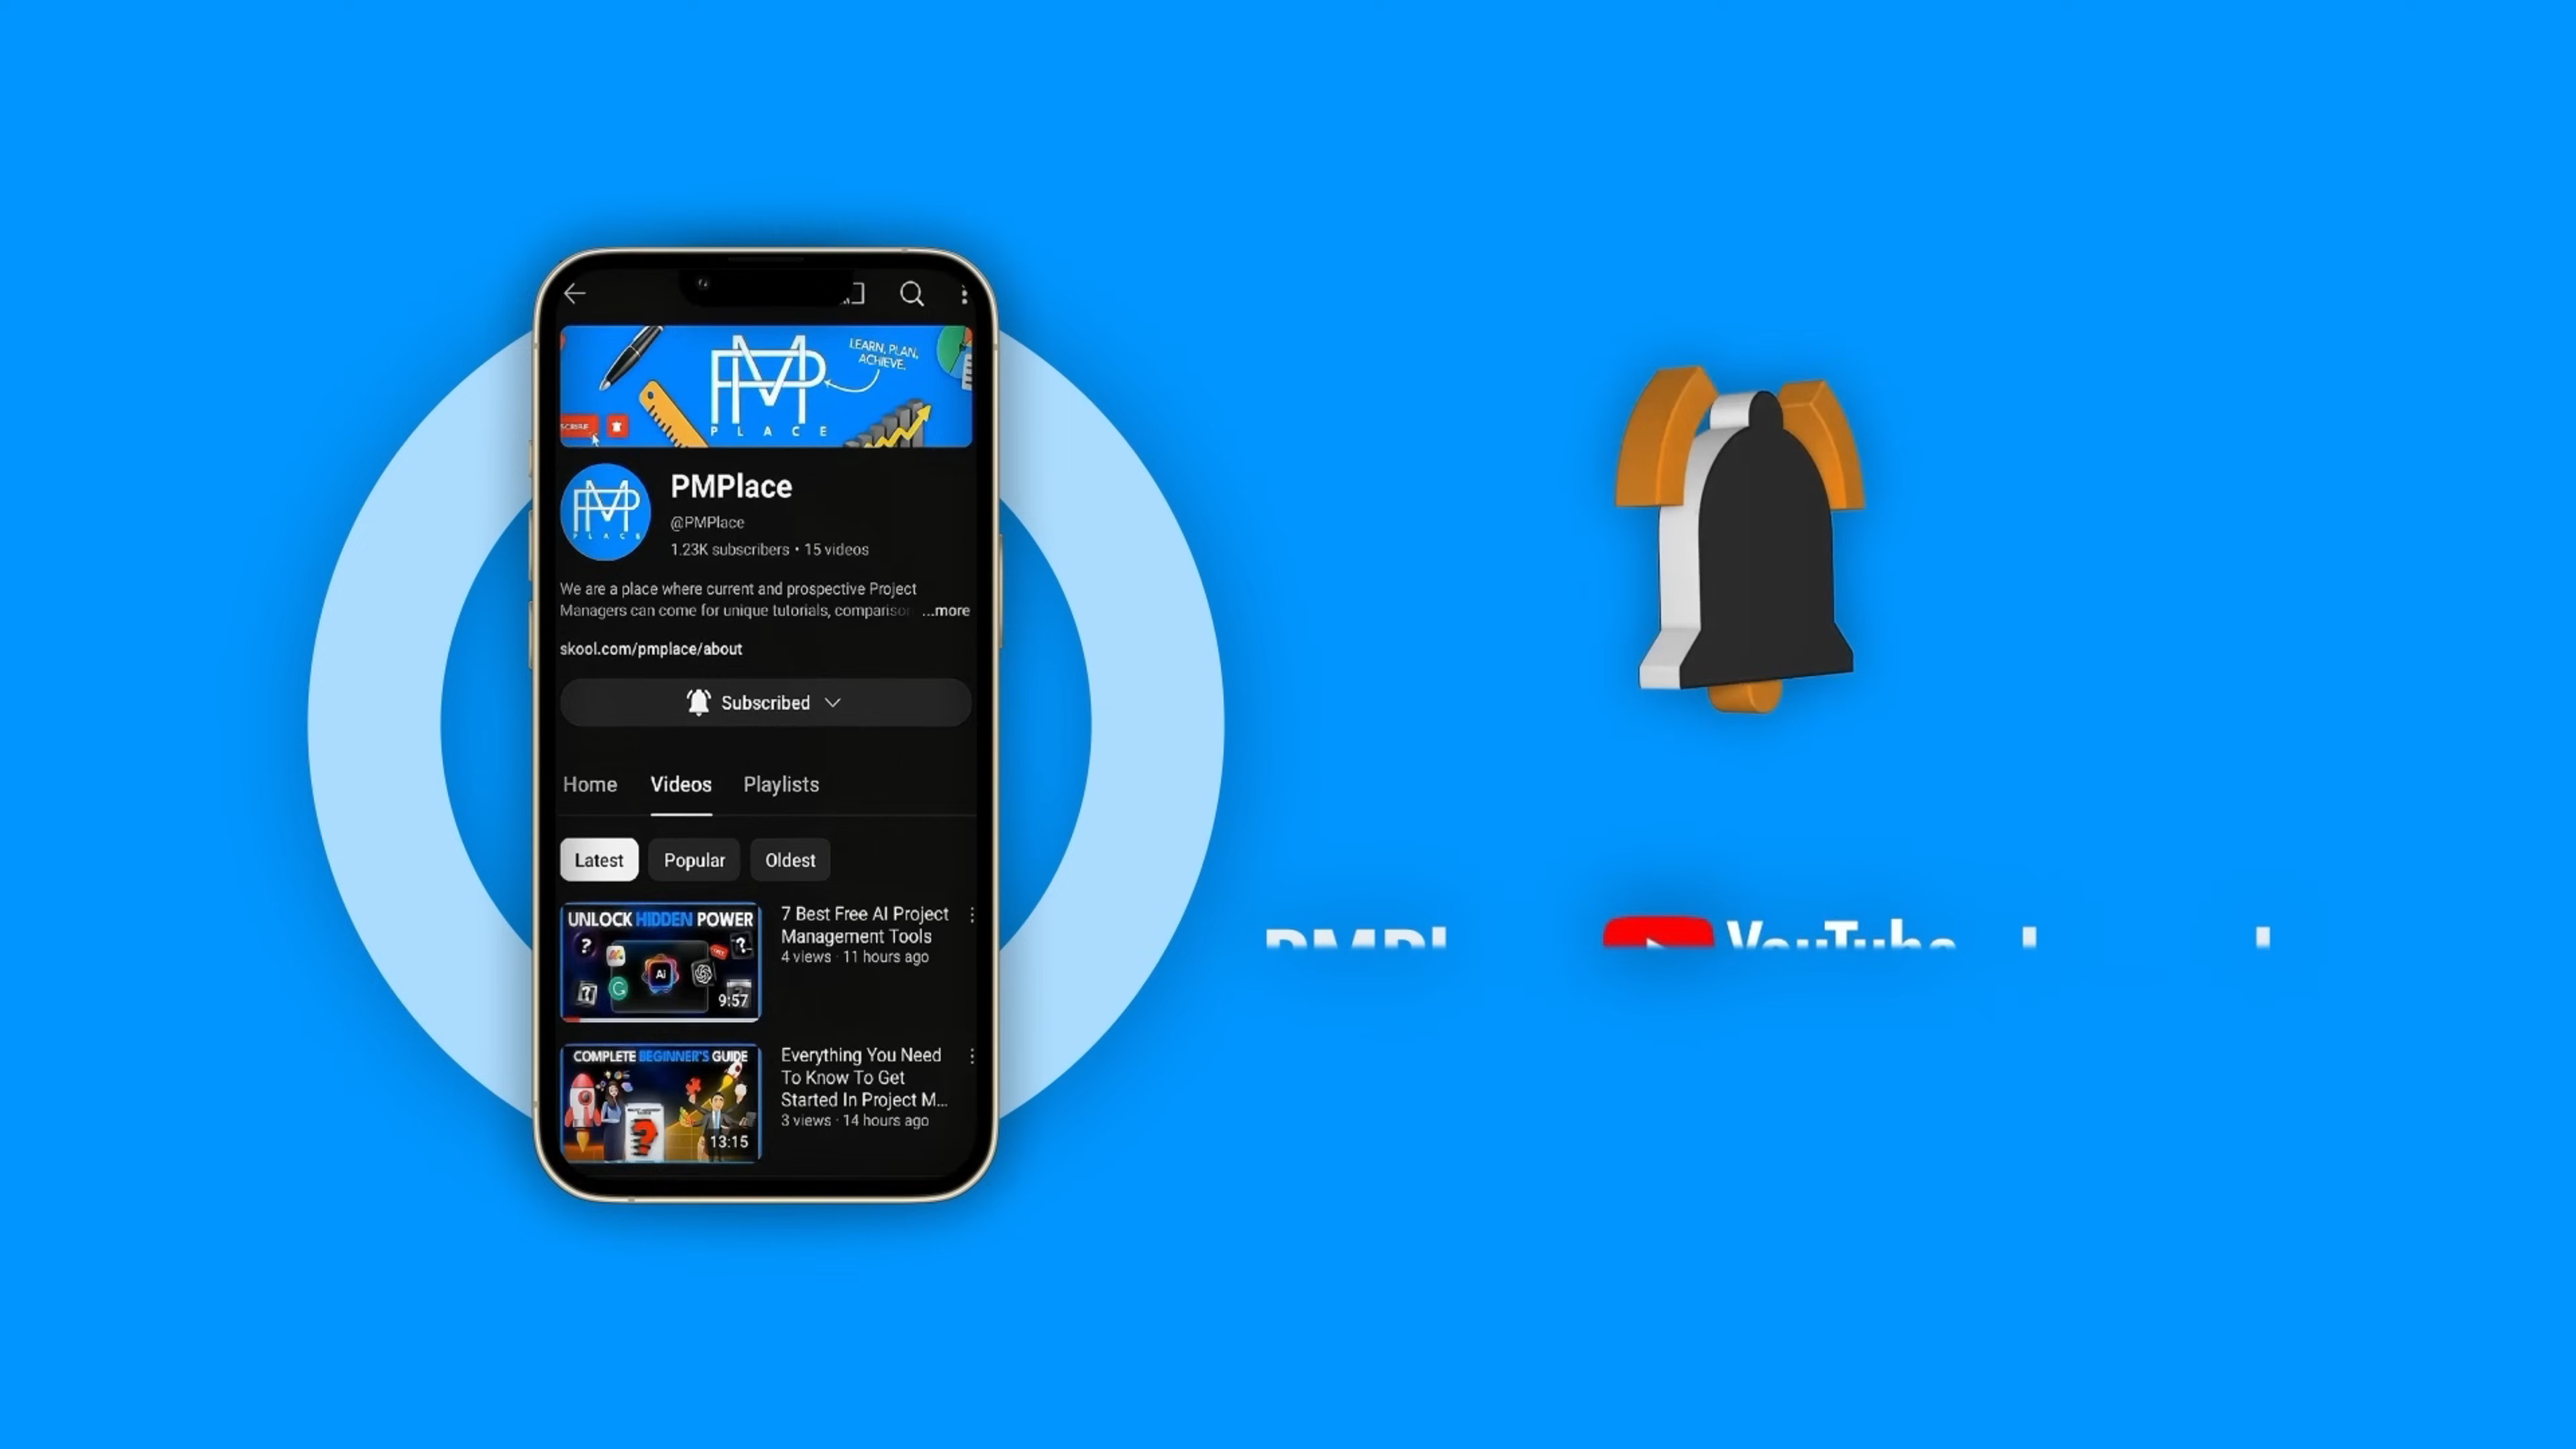 LEARN, PLAN,
ACHIEVE.
PMP
PLACE
PMPlace
@PMPlace
1.23K subscribers • 15 videos
We are a place where current and prospective Project
Managers can come for unique tutorials, ...more
skool.com/pmplace/about
Subscribed
Home Videos Playlists
Latest Popular Oldest
UNLOCK HIDDEN POWER
Ai
9:57
7 Best Free AI Project
Management Tools
4 views · 11 hours ago
COMPLETE BEGINNER'S GUIDE
13:15
Everything You Need
To Know To Get
Started In Project M...
3 views · 14 hours ago
YouTube